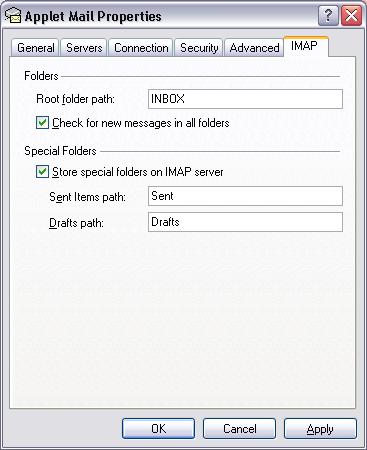 Applet Mail Properties
General Servers Connection Security Advanced IMAP
Folders
Root folder path: INBOX
Check for new messages in all folders
Special Folders
Store special folders on IMAP server
Sent Items path: Sent
Drafts path: Drafts
OK Cancel Apply